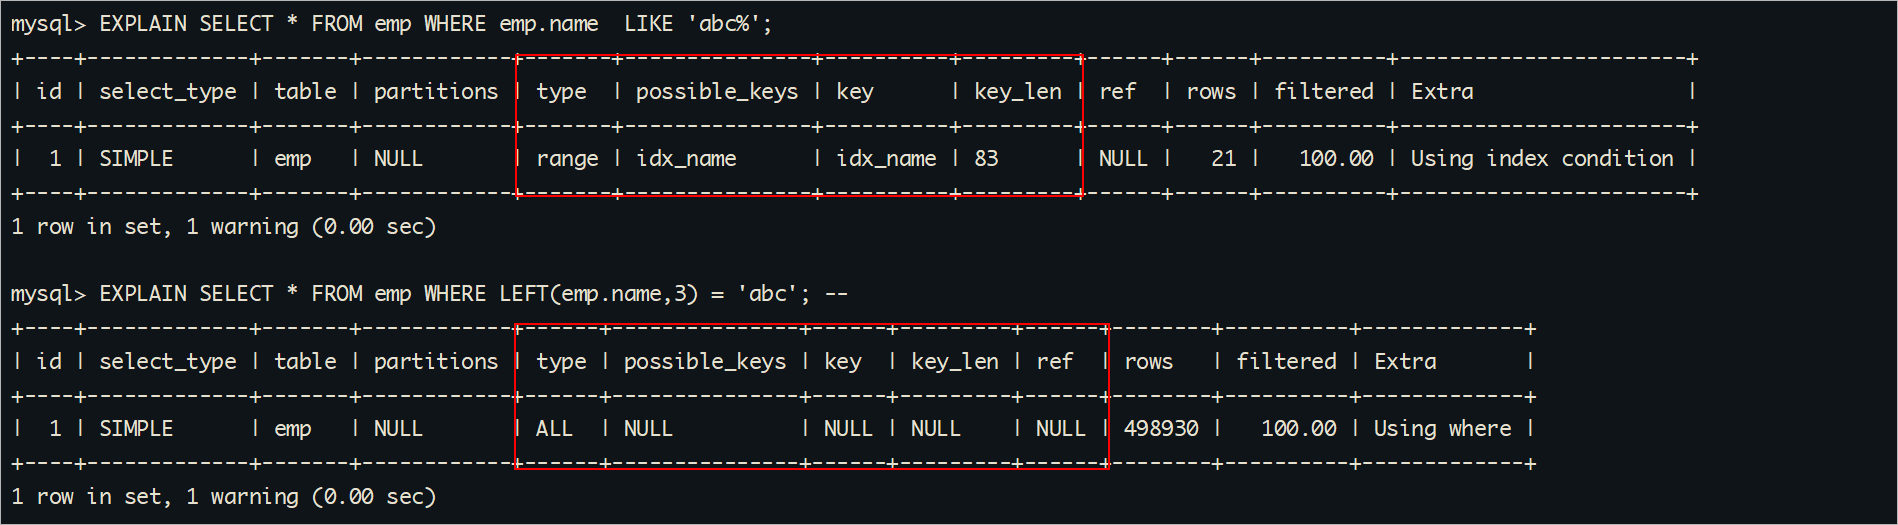 mysql> EXPLAIN SELECT * FROM emp WHERE emp.name  LIKE 'abc%';
+----+-------------+-------+------------+-------+---------------+----------+---------+------+------+----------+-----------------------+
| id | select_type | table | partitions | type  | possible_keys | key      | key_len | ref  | rows | filtered | Extra                 |
+----+-------------+-------+------------+-------+---------------+----------+---------+------+------+----------+-----------------------+
|  1 | SIMPLE      | emp   | NULL       | range | idx_name      | idx_name | 83      | NULL |   21 |   100.00 | Using index condition |
+----+-------------+-------+------------+-------+---------------+----------+---------+------+------+----------+-----------------------+
1 row in set, 1 warning (0.00 sec)

mysql> EXPLAIN SELECT * FROM emp WHERE LEFT(emp.name,3) = 'abc'; --
+----+-------------+-------+------------+------+---------------+------+---------+------+--------+----------+-------------+
| id | select_type | table | partitions | type | possible_keys | key  | key_len | ref  | rows   | filtered | Extra       |
+----+-------------+-------+------------+------+---------------+------+---------+------+--------+----------+-------------+
|  1 | SIMPLE      | emp   | NULL       | ALL  | NULL          | NULL | NULL    | NULL | 498930 |   100.00 | Using where |
+----+-------------+-------+------------+------+---------------+------+---------+------+--------+----------+-------------+
1 row in set, 1 warning (0.00 sec)